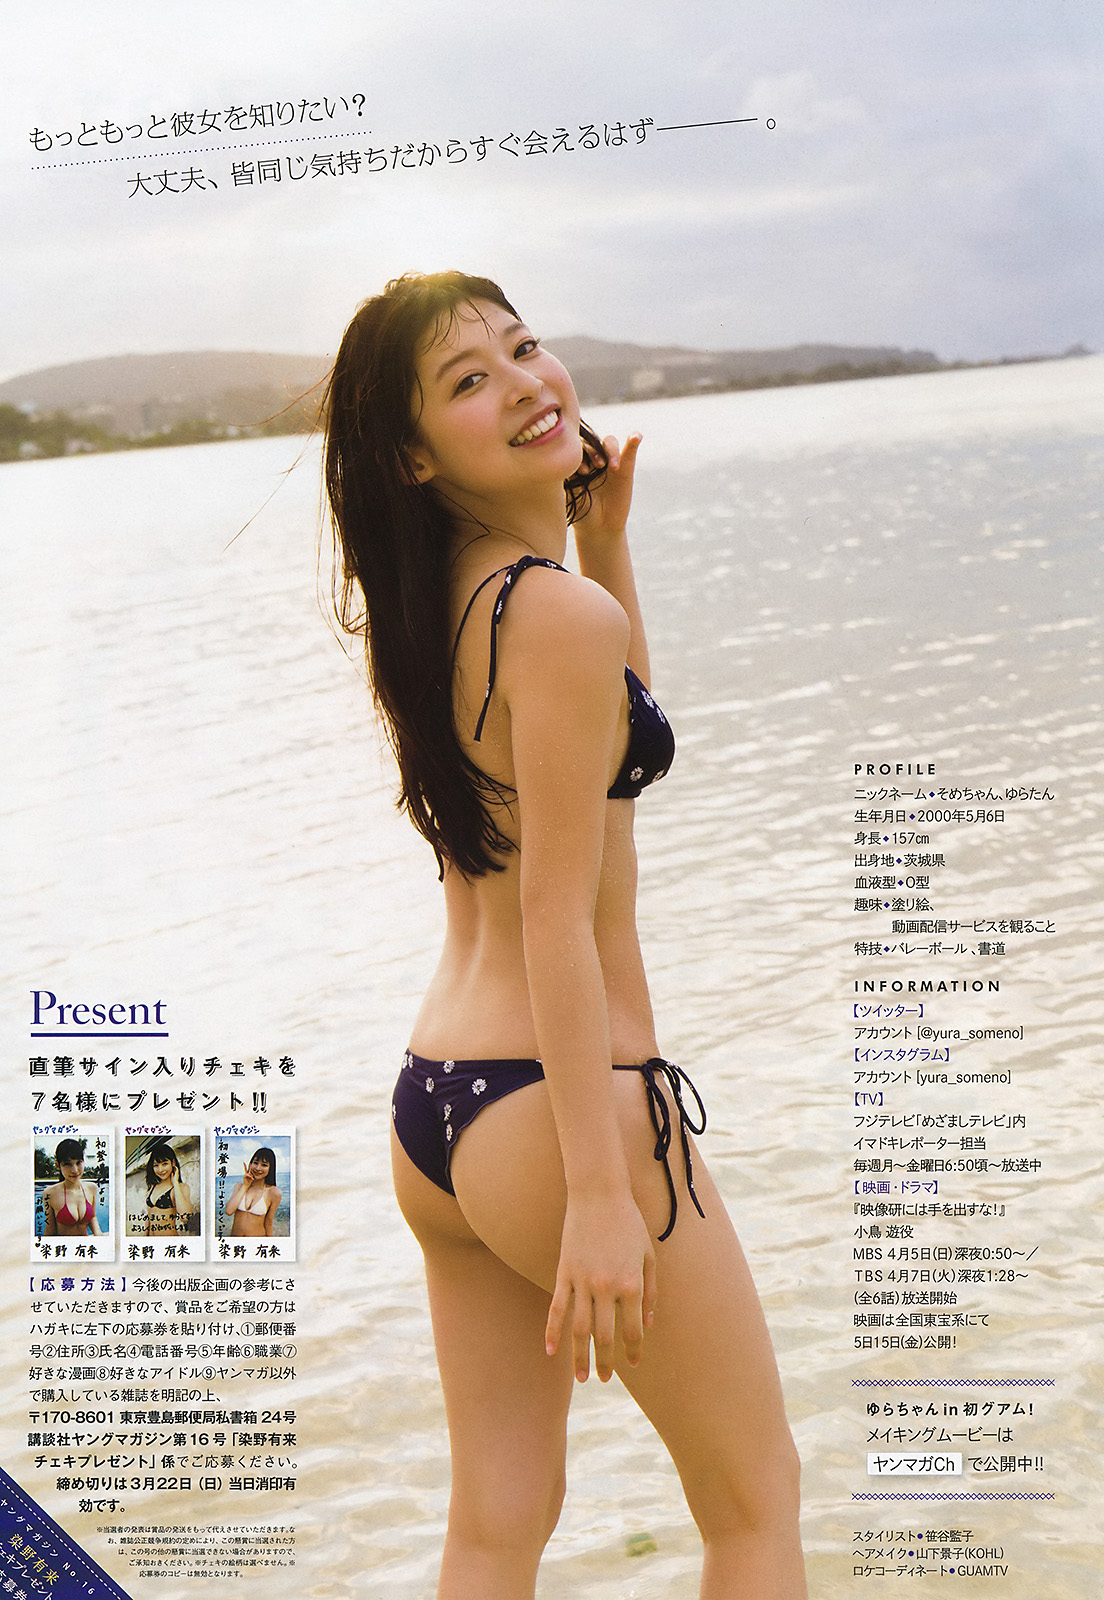 もっともっと彼女を知りたい？
大丈夫、皆同じ気持ちだからすぐ会えるはず———。
PROFILE
ニックネーム◆そめちゃん、ゆらたん
生年月日◆2000年5月6日
身長◆157㎝
出身地◆茨城県
血液型◆O型
趣味◆塗り絵、
動画配信サービスを観ること
特技◆バレーボール、書道
INFORMATION
【ツイッター】
アカウント [@yura_someno]
【インスタグラム】
アカウント [yura_someno]
【TV】
フジテレビ「めざましテレビ」内
イマドキレポーター担当
毎週月〜金曜日6:50頃〜放送中
【映画・ドラマ】
『映像研には手を出すな！』
小鳥 遊役
MBS 4月5日(日)深夜0:50〜／
TBS 4月7日(火)深夜1:28〜
(全6話)放送開始
映画は全国東宝系にて
5月15日(金)公開！
ゆらちゃん in 初グアム！
メイキングムービーは
ヤンマガCh で公開中!!
スタイリスト●笹谷藍子
ヘアメイク●山下景子(KOHL)
ロケコーディネート●GUAMTV
Present
直筆サイン入りチェキを
7名様にプレゼント!!
ヤングマガジン
初登場だよ!!
よろしくお願いします
染野 有来
ヤングマガジン
はじめまして、ゆらです♡
よろしくおねがいします
染野 有来
ヤングマガジン
初登場!!よろしくです
染野 有来
【応募方法】今後の出版企画の参考にさ
せていただきますので、賞品をご希望の方は
ハガキに左下の応募券を貼り付け、①郵便番
号②住所③氏名④電話番号⑤年齢⑥職業⑦
好きな漫画⑧好きなアイドル⑨ヤンマガ以外
で購入している雑誌を明記の上、
〒170-8601 東京豊島郵便局私書箱24号
講談社ヤングマガジン第16号「染野有来
チェキプレゼント」係でご応募ください。
締め切りは3月22日（日）当日消印有
効です。
※当選者の発表は賞品の発送をもって代えさせていただきます。な
お、雑誌公正競争規約の定めにより、この懸賞に当選された方
は、この号の他の懸賞に当選できない場合がありますので、
ご承知おきください。※チェキの絵柄は選べません。※
応募券のコピーは無効となります。
ヤングマガジン No.16
染野有来
チェキプレゼント
応募券